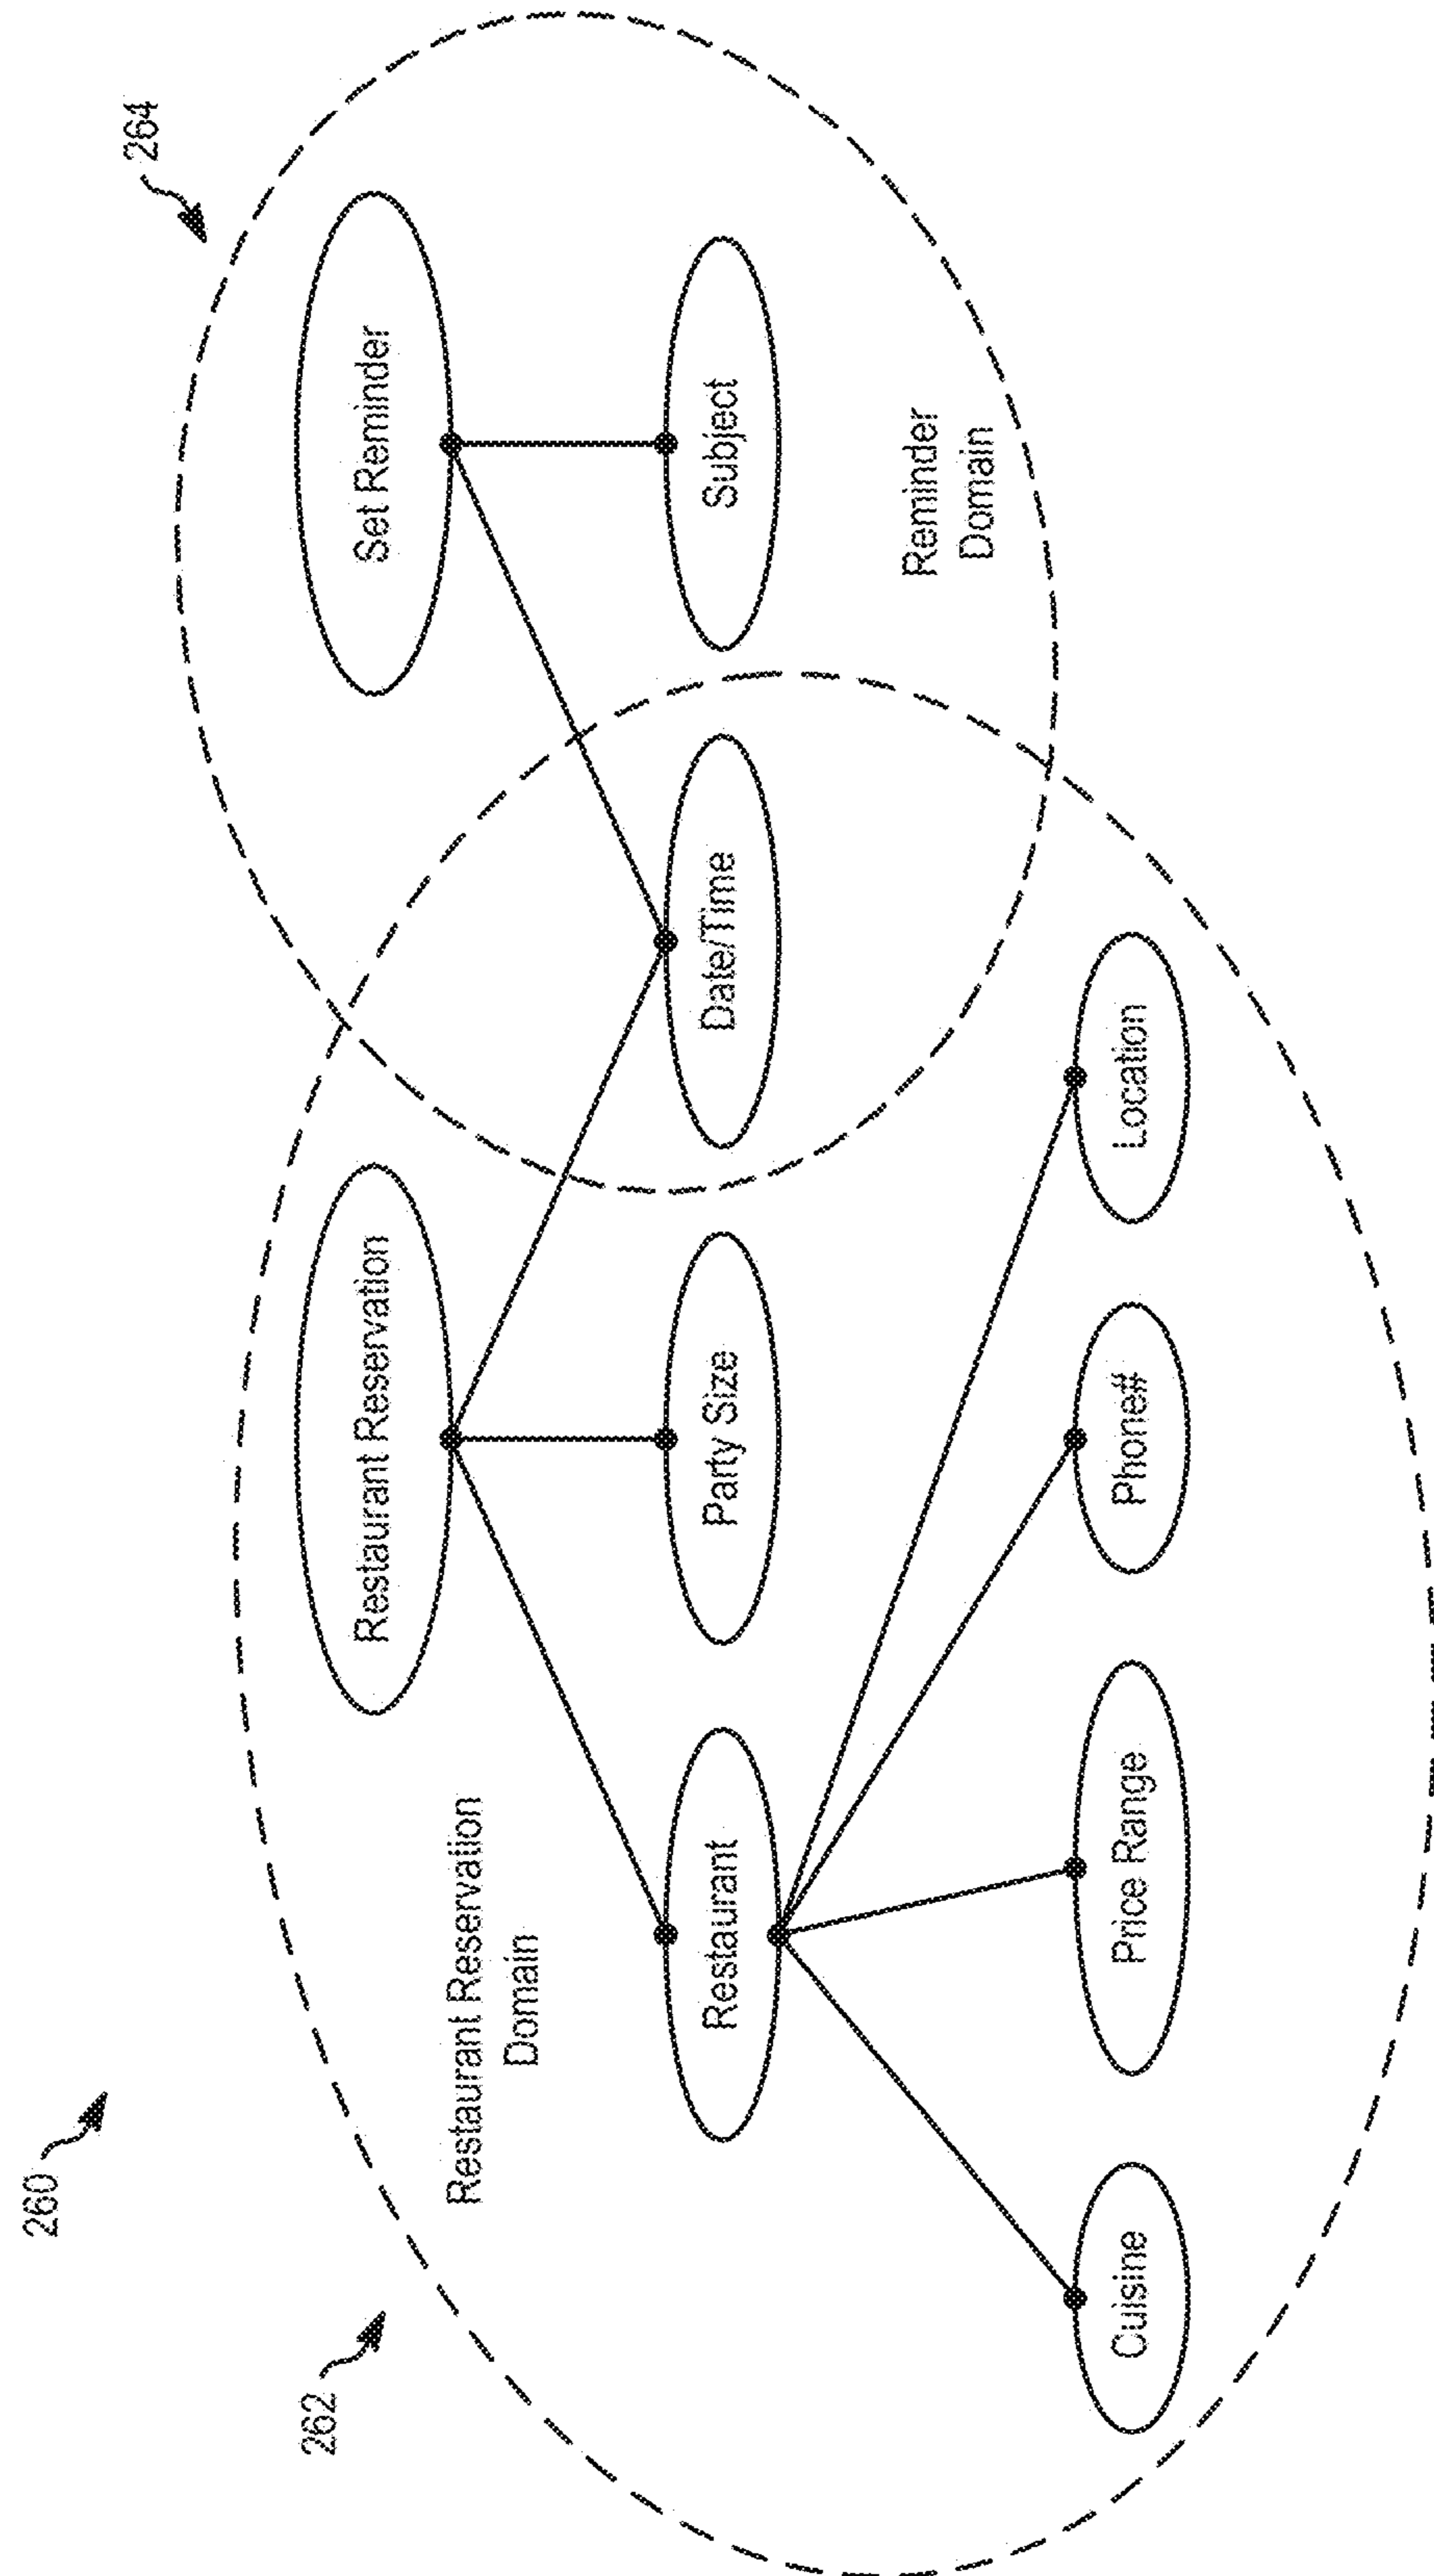 260
262
264
Restaurant Reservation
Set Reminder
Restaurant Reservation
Domain
Restaurant
Party Size
Date/Time
Subject
Reminder
Domain
Cuisine
Price Range
Phone#
Location